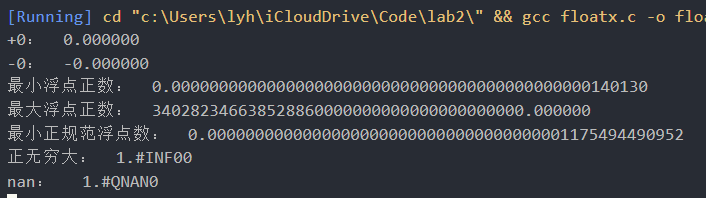 [Running] cd "c:\Users\lyh\iCloudDrive\Code\lab2\" && gcc floatx.c -o floa
+0：   0.000000
-0：  -0.000000
最小浮点正数：  0.00000000000000000000000000000000000000000000140130
最大浮点正数：  340282346638528860000000000000000000000.000000
最小正规范浮点数：  0.00000000000000000000000000000000000001175494490952
正无穷大：  1.#INF00
nan：   1.#QNAN0